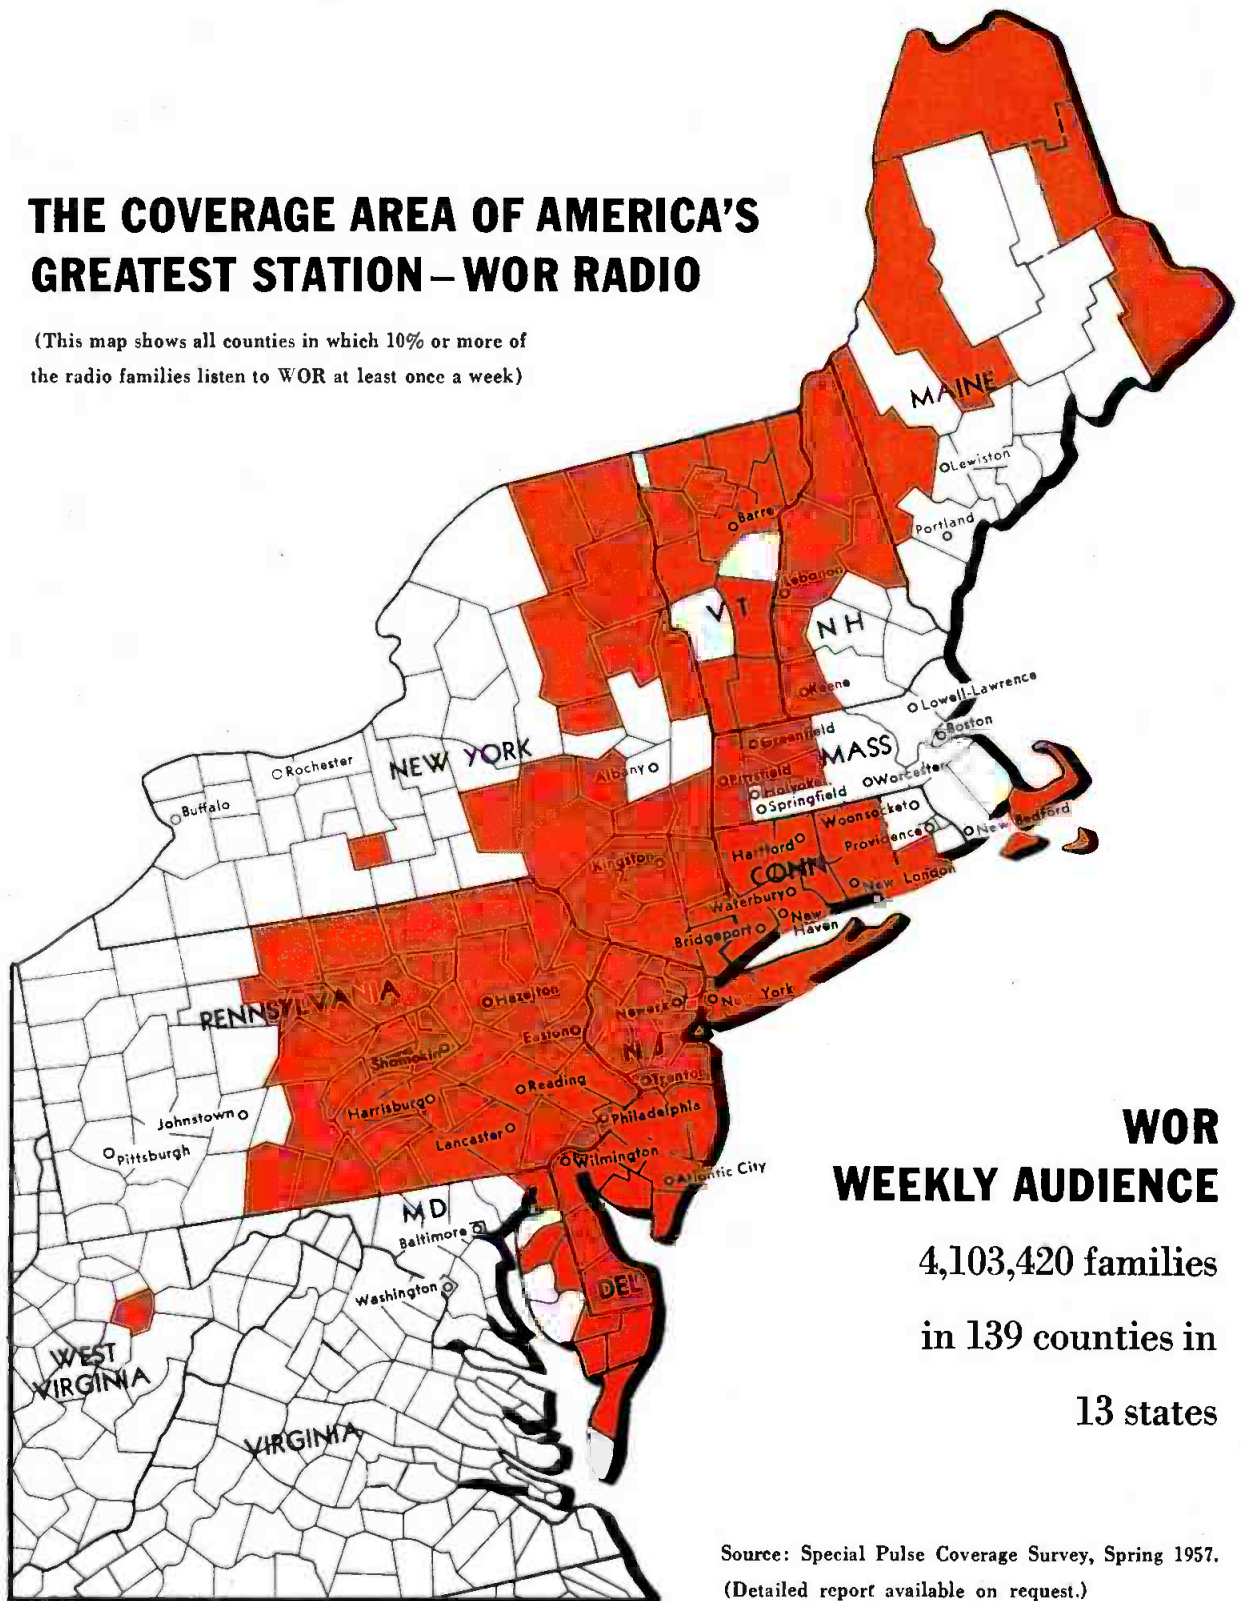 THE COVERAGE AREA OF AMERICA'S
GREATEST STATION – WOR RADIO
(This map shows all counties in which 10% or more of
the radio families listen to WOR at least once a week)
MAINE
Lewiston
Portland
Barre
Lebanon
VT
NH
Keene
Lowell-Lawrence
Boston
Greenfield
MASS
Pittsfield
Holyoke
Worcester
Springfield
NEW YORK
Rochester
Buffalo
Albany
Woonsocket
Providence
New Bedford
Hartford
CONN
New London
Waterbury
New
Haven
Bridgeport
Kingston
PENNSYLVANIA
Hazelton
Newark
New York
Easton
NJ
Shamokin
Reading
Trenton
Harrisburg
Philadelphia
Johnstown
Lancaster
Pittsburgh
Wilmington
Atlantic City
MD
Baltimore
Washington
DEL
WEST
VIRGINIA
VIRGINIA
WOR
WEEKLY AUDIENCE
4,103,420 families
in 139 counties in
13 states
Source: Special Pulse Coverage Survey, Spring 1957.
(Detailed report available on request.)